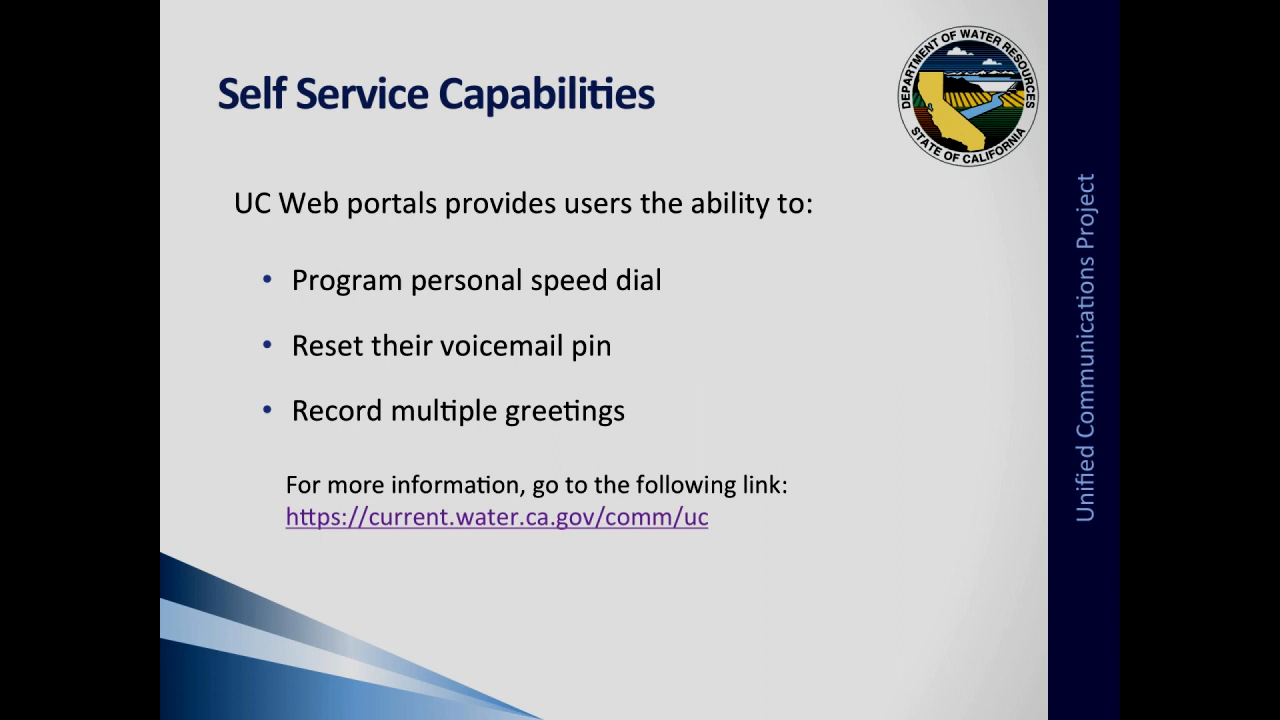 Self Service Capabilities
DEPARTMENT OF WATER RESOURCES
STATE OF CALIFORNIA
UC Web portals provides users the ability to:
• Program personal speed dial
• Reset their voicemail pin
• Record multiple greetings
For more information, go to the following link:
https://current.water.ca.gov/comm/uc
Unified Communications Project